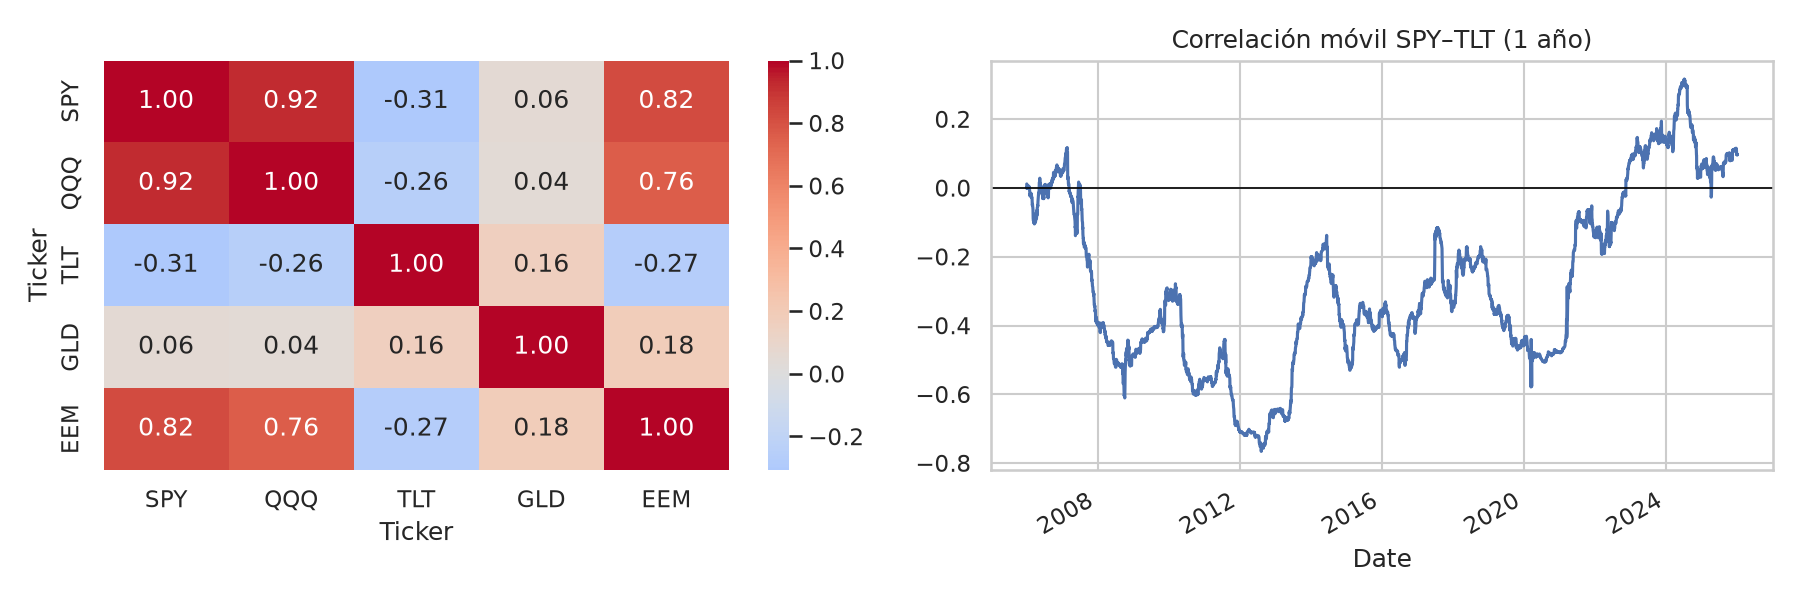 SPY 1.00 0.92 -0.31 0.06 0.82
QQQ 0.92 1.00 -0.26 0.04 0.76
TLT -0.31 -0.26 1.00 0.16 -0.27
GLD 0.06 0.04 0.16 1.00 0.18
EEM 0.82 0.76 -0.27 0.18 1.00
Ticker
SPY QQQ TLT GLD EEM
Ticker
1.0
0.8
0.6
0.4
0.2
0.0
−0.2
Correlación móvil SPY–TLT (1 año)
0.2
0.0
−0.2
−0.4
−0.6
−0.8
2008 2012 2016 2020 2024
Date